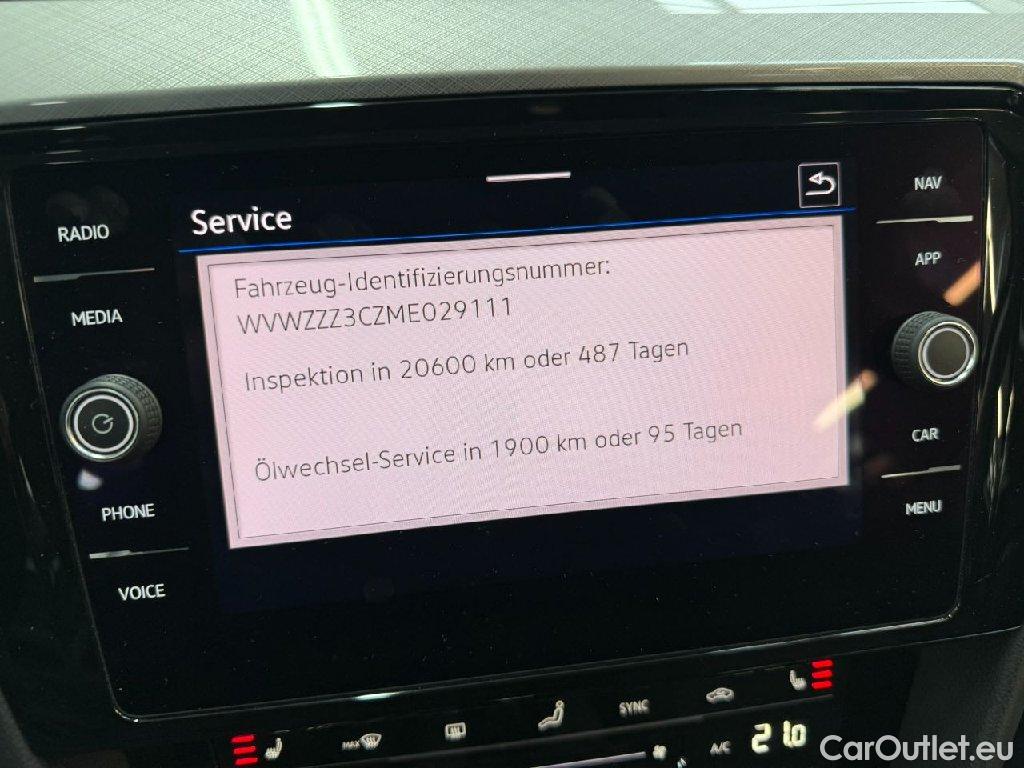 Service
NAV
RADIO
Fahrzeug-Identifizierungsnummer:
WVWZZZ3CZME029111
APP
MEDIA
Inspektion in 20600 km oder 487 Tagen
Ölwechsel-Service in 1900 km oder 95 Tagen
CAR
PHONE
MENU
VOICE
SYNC
MAX
A/C
21.0
CarOutlet.eu